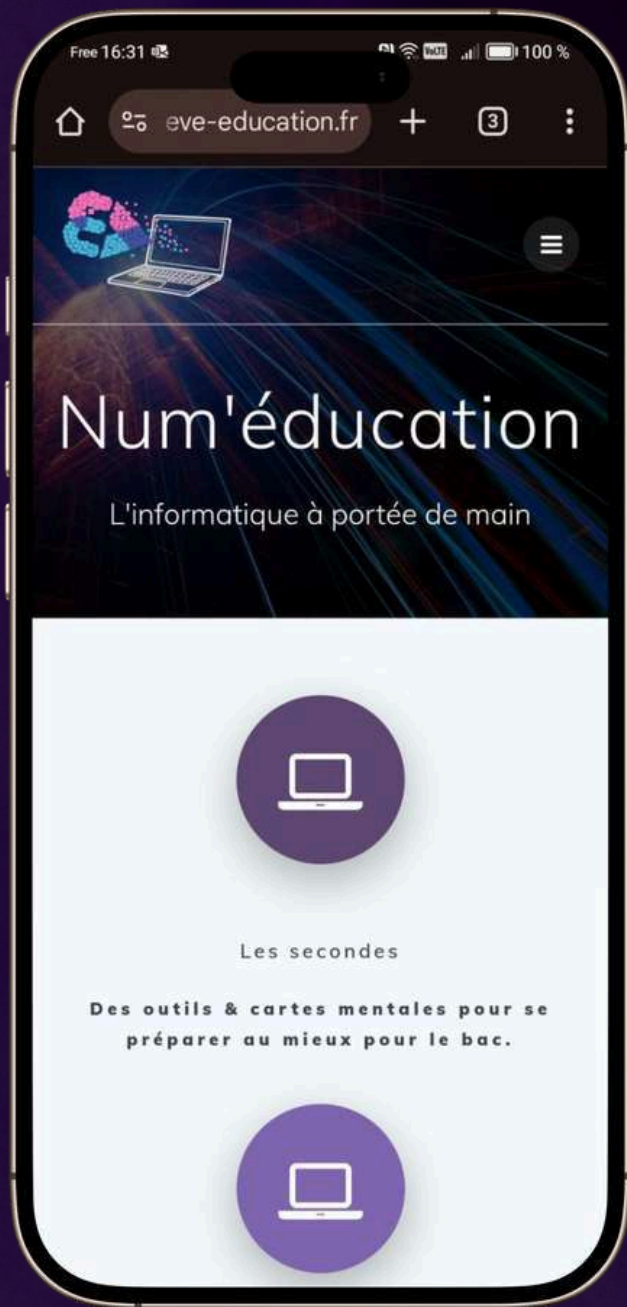 Free 16:31
VoLTE 100 %
eve-education.fr
3
Num'éducation
L'informatique à portée de main
Les secondes
Des outils & cartes mentales pour se
préparer au mieux pour le bac.